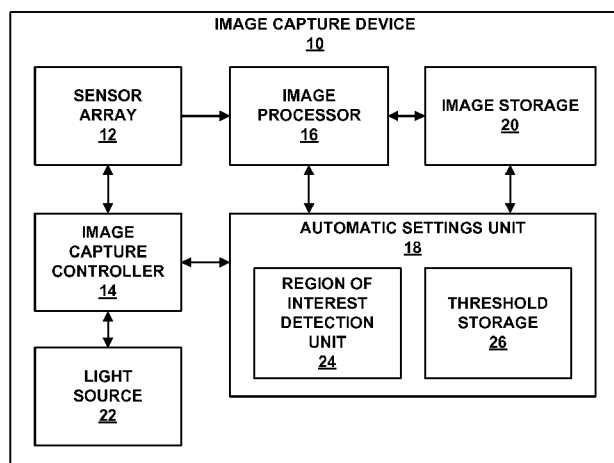 IMAGE CAPTURE DEVICE
10
SENSOR
ARRAY
12
IMAGE
PROCESSOR
16
IMAGE STORAGE
20
IMAGE
CAPTURE
CONTROLLER
14
AUTOMATIC SETTINGS UNIT
18
REGION OF
INTEREST
DETECTION
UNIT
24
THRESHOLD
STORAGE
26
LIGHT
SOURCE
22